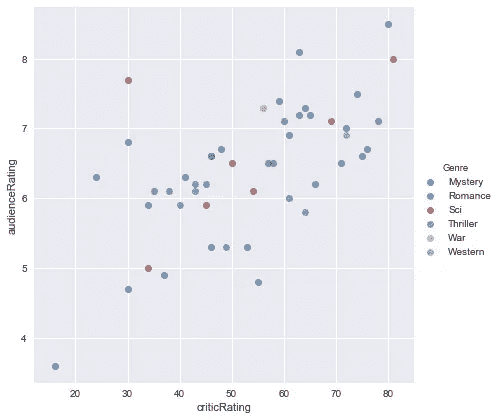 8
7
6
5
4
audienceRating
20 30 40 50 60 70 80
criticRating
Genre
Mystery
Romance
Sci
Thriller
War
Western